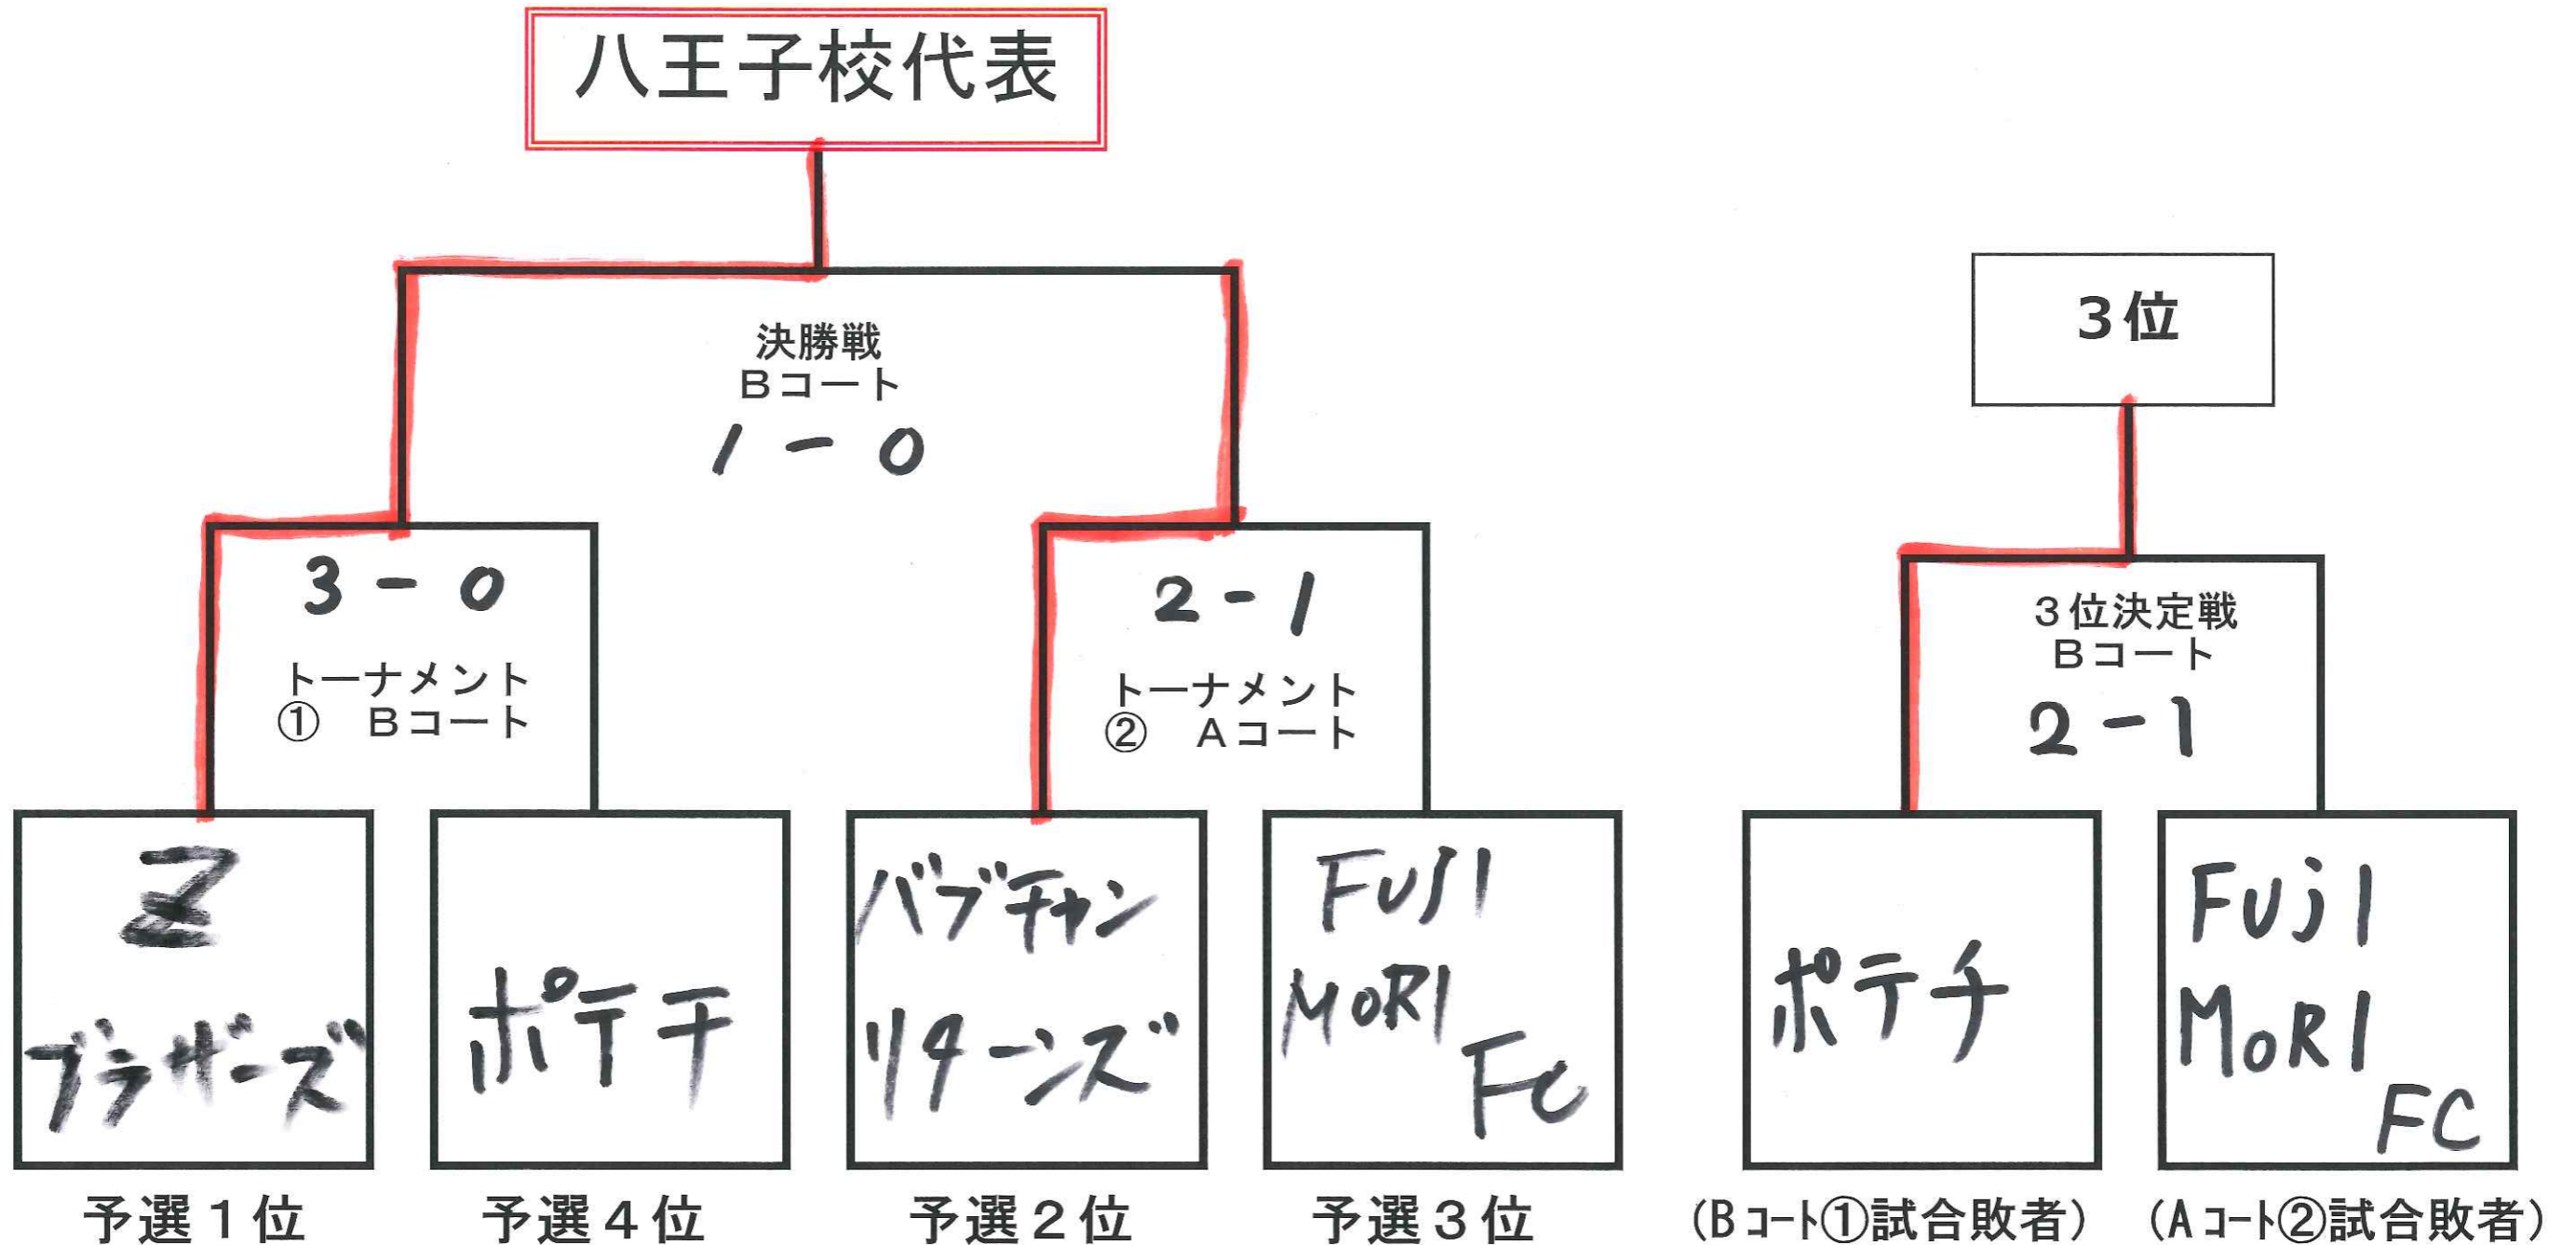 八王子校代表
決勝戦
Bコート
1-0
3-0
トーナメント
① Bコート
2-1
トーナメント
② Aコート
3位
3位決定戦
Bコート
2-1
Z
ブラザーズ
予選1位
ポテチ
予選4位
バブチャン
リターンズ
予選2位
FUJI
MORI
FC
予選3位
ポテチ
(Bコート①試合敗者)
FUjI
MORI
FC
(Aコート②試合敗者)